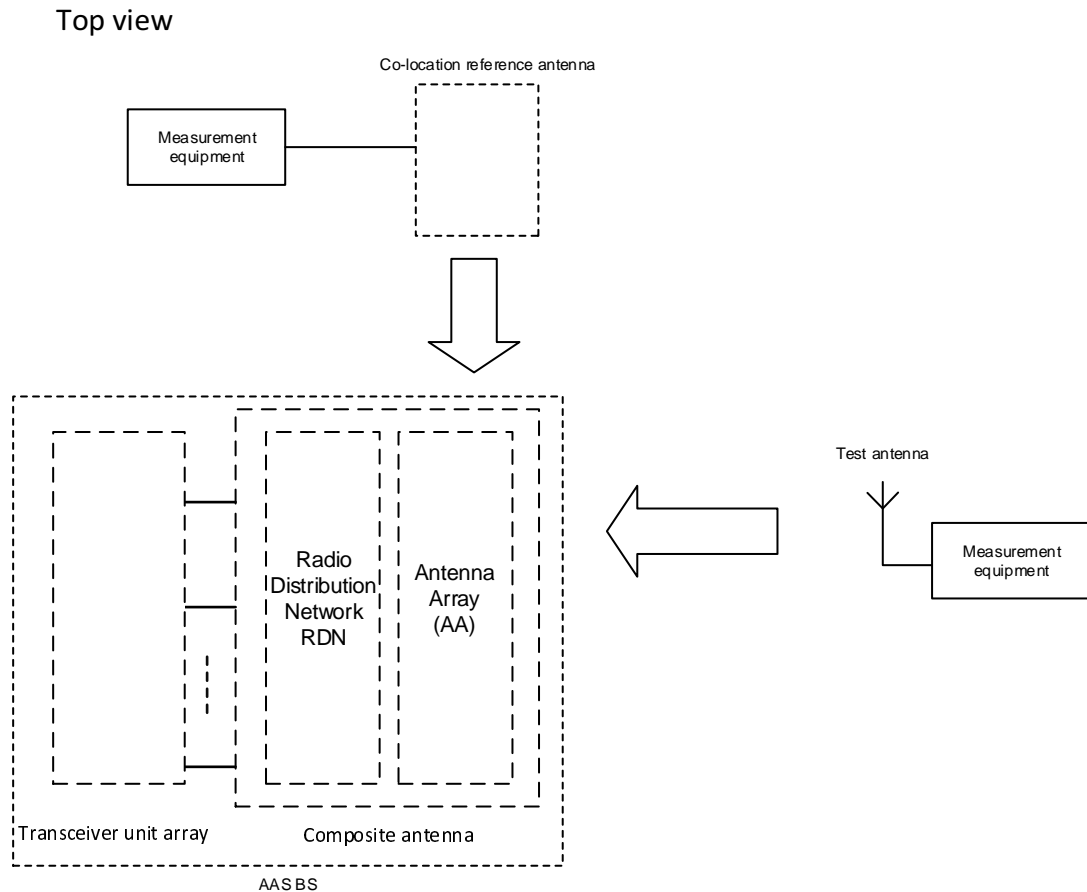 Top view
Co-location reference antenna
Measurement
equipment
Test antenna
Measurement
equipment
Radio
Distribution
Network
RDN
Antenna
Array
(AA)
Transceiver unit array
Composite antenna
AAS BS